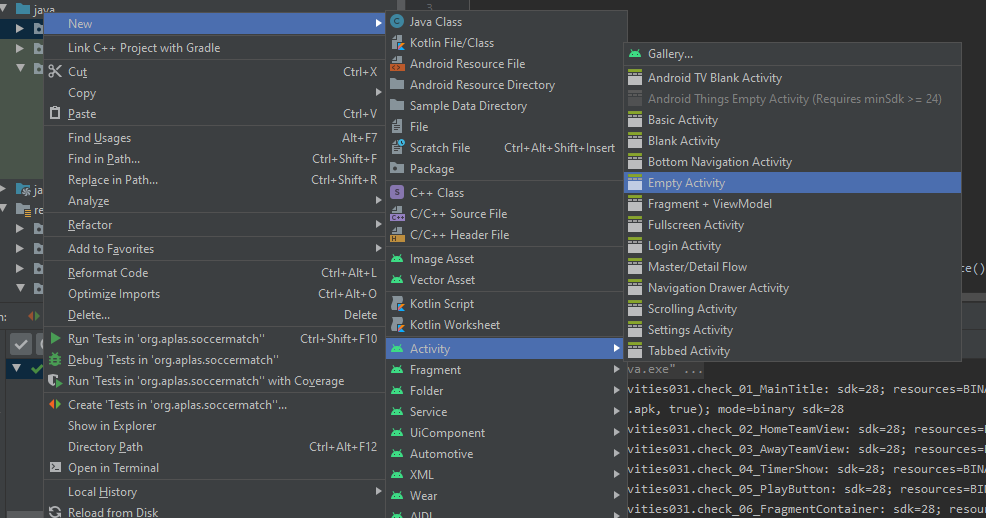 java
3
New
Link C++ Project with Gradle
Cut Ctrl+X
Copy
Paste Ctrl+V
Find Usages Alt+F7
Find in Path... Ctrl+Shift+F
Replace in Path... Ctrl+Shift+R
Analyze
Refactor
Add to Favorites
Reformat Code Ctrl+Alt+L
Optimize Imports Ctrl+Alt+O
Delete... Delete
Run 'Tests in 'org.aplas.soccermatch'' Ctrl+Shift+F10
Debug 'Tests in 'org.aplas.soccermatch''
Run 'Tests in 'org.aplas.soccermatch'' with Coverage
Create 'Tests in 'org.aplas.soccermatch''...
Show in Explorer
Directory Path Ctrl+Alt+F12
Open in Terminal
Local History
Reload from Disk
Java Class
Kotlin File/Class
Android Resource File
Android Resource Directory
Sample Data Directory
File
Scratch File Ctrl+Alt+Shift+Insert
Package
C++ Class
C/C++ Source File
C/C++ Header File
Image Asset
Vector Asset
Kotlin Script
Kotlin Worksheet
Activity
Fragment
Folder
Service
UiComponent
Automotive
XML
Wear
AIDL
Gallery...
Android TV Blank Activity
Android Things Empty Activity (Requires minSdk >= 24)
Basic Activity
Blank Activity
Bottom Navigation Activity
Empty Activity
Fragment + ViewModel
Fullscreen Activity
Login Activity
Master/Detail Flow
Navigation Drawer Activity
Scrolling Activity
Settings Activity
Tabbed Activity
ce()
va.exe" ...
vities031.check_01_MainTitle: sdk=28; resources=BINA
.apk, true); mode=binary sdk=28
vities031.check_02_HomeTeamView: sdk=28; resources=
vities031.check_03_AwayTeamView: sdk=28; resources=
vities031.check_04_TimerShow: sdk=28; resources=BINA
vities031.check_05_PlayButton: sdk=28; resources=BIN
vities031.check_06_FragmentContainer: sdk=28; resour